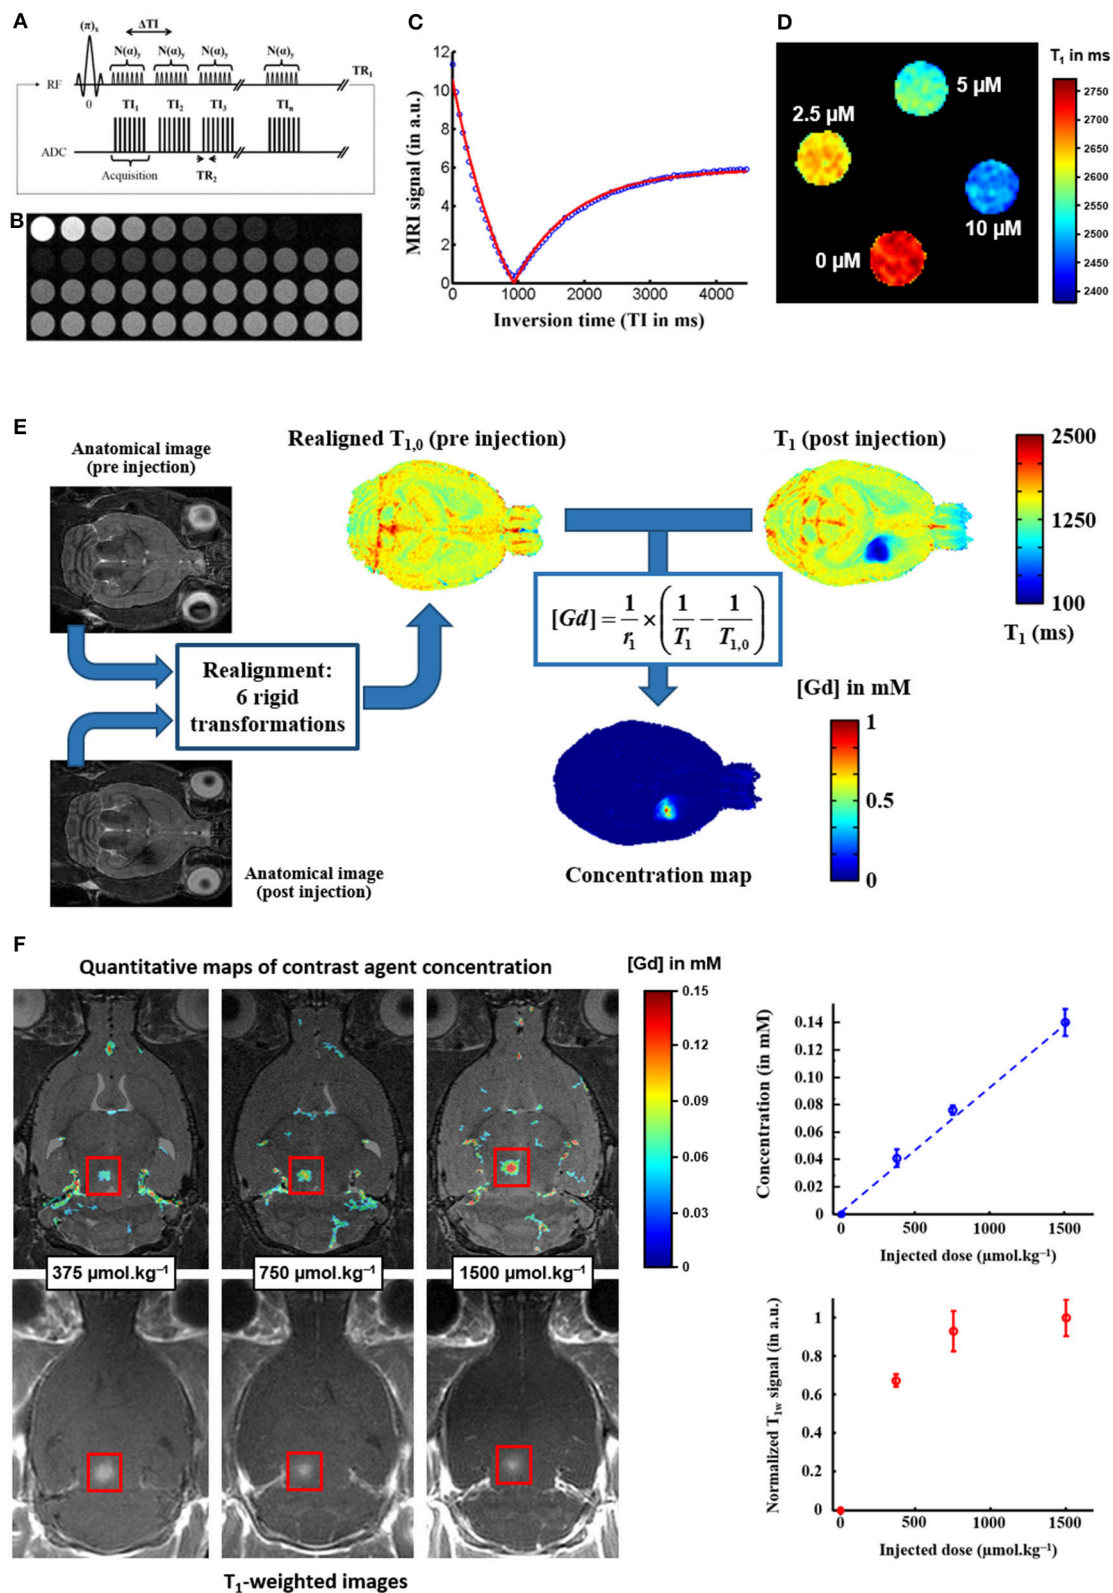 A
(π)ₓ
ΔTI
N(α)ᵧ N(α)ᵧ N(α)ᵧ N(α)ᵧ
TR₁
RF
0
TI₁ TI₂ TI₃ TIₙ
ADC
Acquisition
TR₂
B
C
12
10
8
6
4
2
0
MRI signal (in a.u.)
0 1000 2000 3000 4000
Inversion time (TI in ms)
D
T₁ in ms
5 µM
2.5 µM
10 µM
0 µM
2750
2700
2650
2600
2550
2500
2450
2400
E
Anatomical image
(pre injection)
Realigned T₁,₀ (pre injection)
T₁ (post injection)
2500
1250
100
T₁ (ms)
[Gd] = 1/r₁ × (1/T₁ − 1/T₁,₀)
Realignment:
6 rigid
transformations
[Gd] in mM
1
0.5
0
Anatomical image
(post injection)
Concentration map
F
Quantitative maps of contrast agent concentration
[Gd] in mM
0.15
0.12
0.09
0.06
0.03
0
375 µmol.kg⁻¹
750 µmol.kg⁻¹
1500 µmol.kg⁻¹
T₁-weighted images
Concentration (in mM)
0.14
0.12
0.08
0.04
0
0 500 1000 1500
Injected dose (µmol.kg⁻¹)
Normalized T₁w signal (in a.u.)
1
0.8
0.6
0.4
0.2
0
0 500 1000 1500
Injected dose (µmol.kg⁻¹)